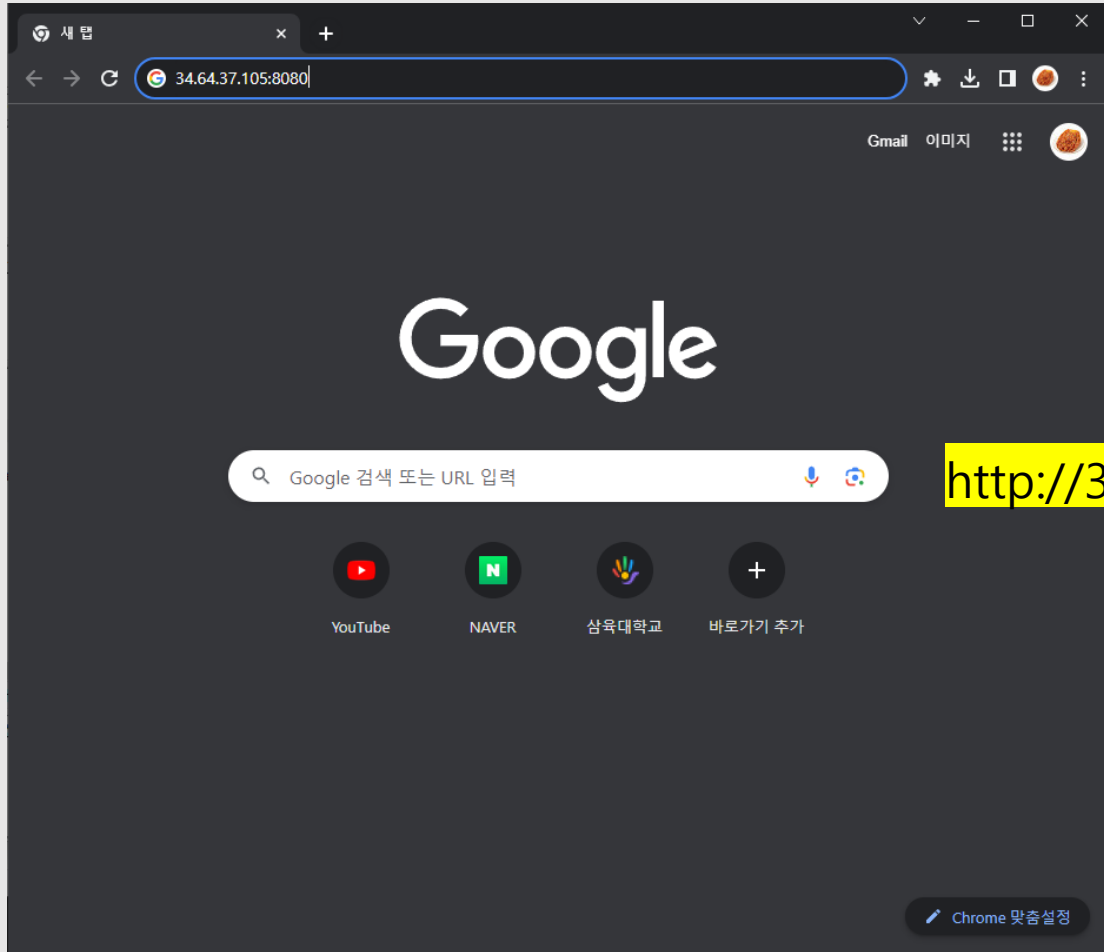 새 탭
34.64.37.105:8080
Gmail 이미지
Google
Google 검색 또는 URL 입력
http://3
YouTube NAVER 삼육대학교 바로가기 추가
Chrome 맞춤설정